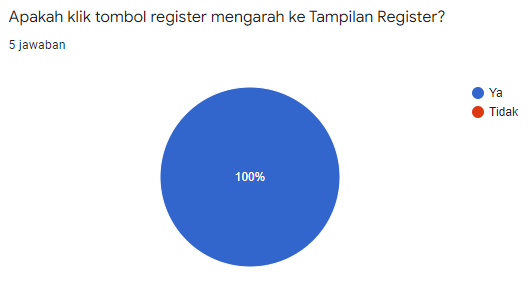 Apakah klik tombol register mengarah ke Tampilan Register?
5 jawaban
Ya
Tidak
100%